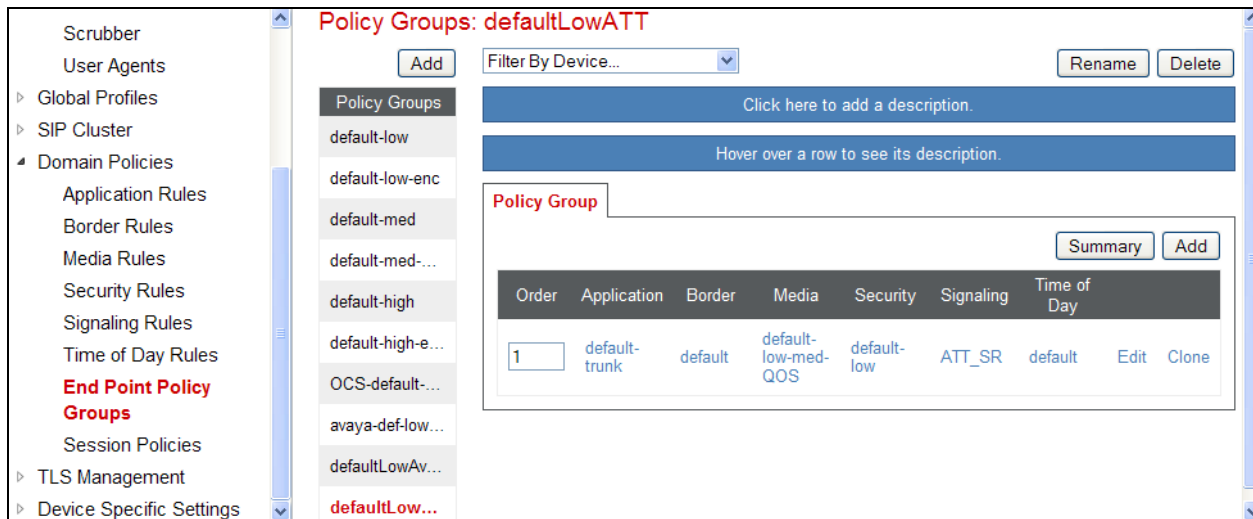 Scrubber
User Agents
Global Profiles
SIP Cluster
Domain Policies
Application Rules
Border Rules
Media Rules
Security Rules
Signaling Rules
Time of Day Rules
End Point Policy
Groups
Session Policies
TLS Management
Device Specific Settings
Policy Groups: defaultLowATT
Add
Filter By Device...
Rename
Delete
Policy Groups
default-low
default-low-enc
default-med
default-med-...
default-high
default-high-e...
OCS-default-...
avaya-def-low...
defaultLowAv...
defaultLow...
Click here to add a description.
Hover over a row to see its description.
Policy Group
Summary
Add
Order Application Border Media Security Signaling Time of
Day
1 default-
trunk default default-
low-med-
QOS default-
low ATT_SR default Edit Clone